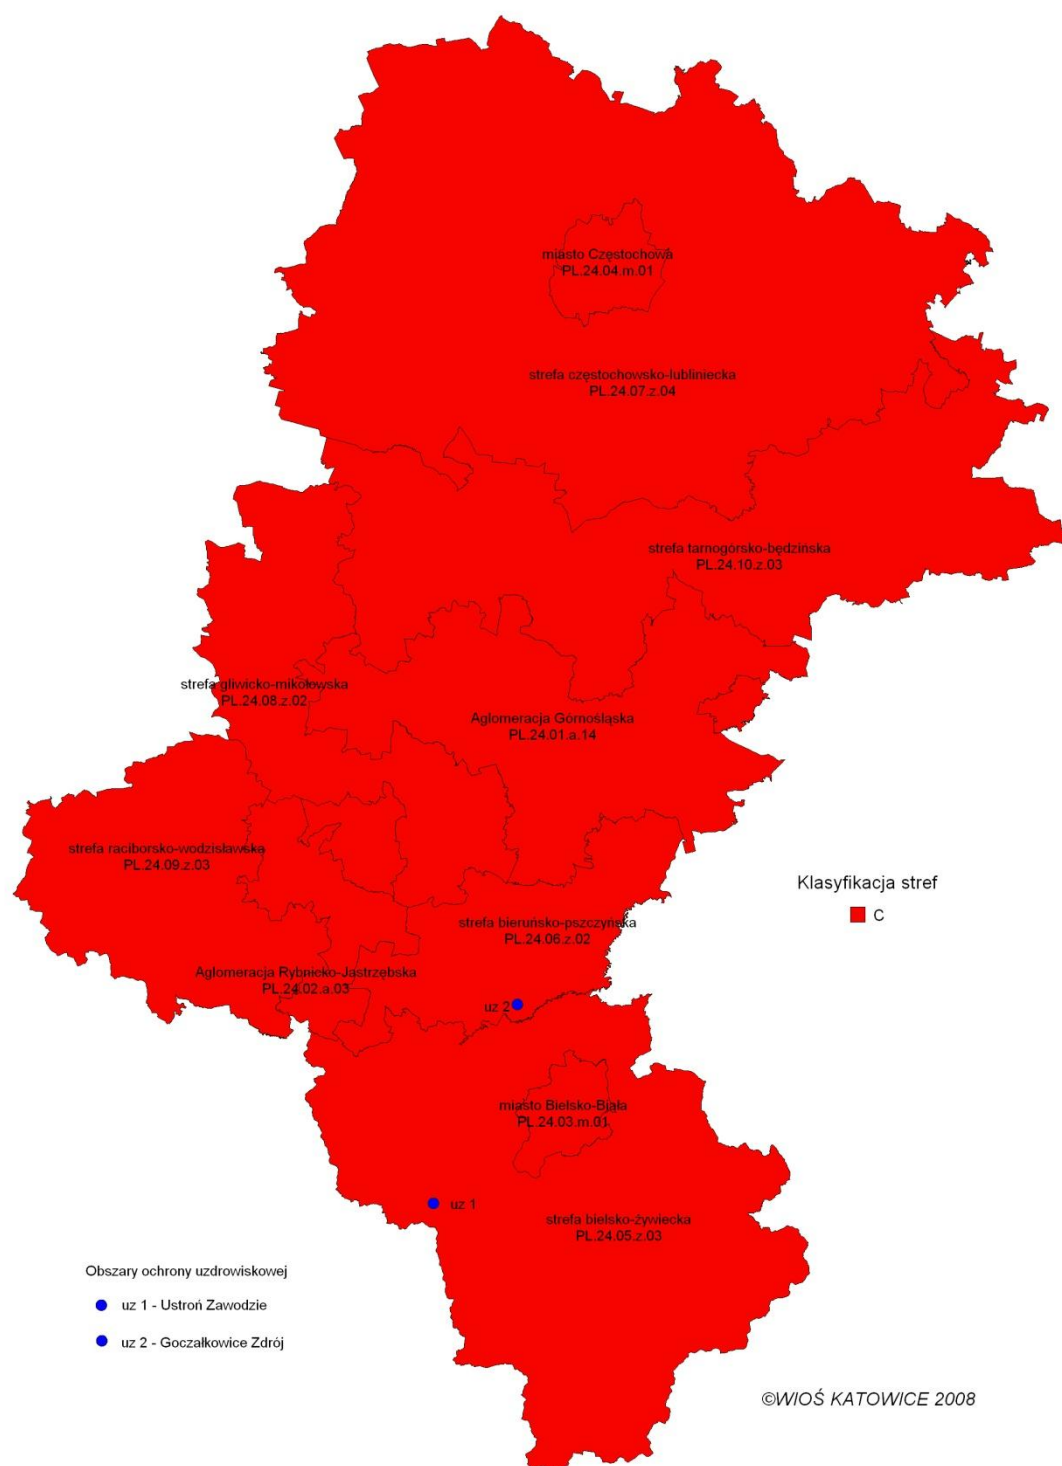 miasto Częstochowa
PL.24.04.m.01
strefa częstochowsko-lubliniecka
PL.24.07.z.04
strefa tarnogórsko-będzińska
PL.24.10.z.03
strefa gliwicko-mikołowska
PL.24.08.z.02
Aglomeracja Górnośląska
PL.24.01.a.14
strefa raciborsko-wodzisławska
PL.24.09.z.03
Klasyfikacja stref
C
strefa bieruńsko-pszczyńska
PL.24.06.z.02
Aglomeracja Rybnicko-Jastrzębska
PL.24.02.a.03
uz 2
miasto Bielsko-Biała
PL.24.03.m.01
uz 1
strefa bielsko-żywiecka
PL.24.05.z.03
Obszary ochrony uzdrowiskowej
uz 1 - Ustroń Zawodzie
uz 2 - Goczałkowice Zdrój
©WIOŚ KATOWICE 2008